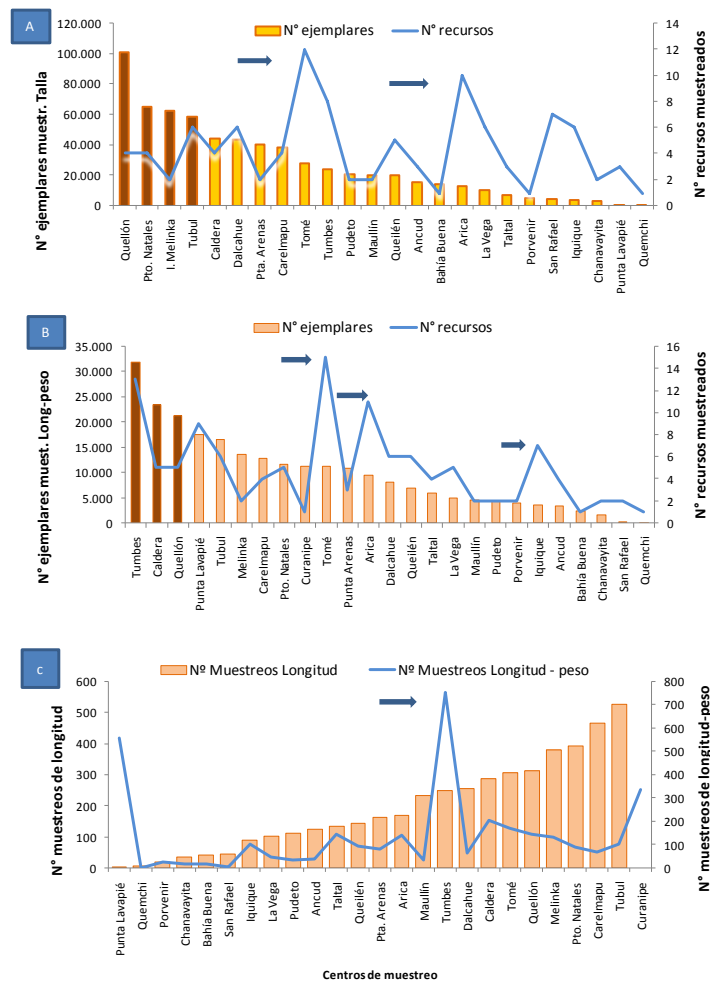 A
N° ejemplares
N° recursos
N° ejemplares muestr. Talla
120.000
100.000
80.000
60.000
40.000
20.000
0
14
12
10
8
6
4
2
0
N° recursos muestreados
Quellón
Pto. Natales
I. Melinka
Tubul
Caldera
Dalcahue
Pta. Arenas
Carelmapu
Tomé
Tumbes
Pudeto
Maullín
Queilén
Ancud
Bahía Buena
Arica
La Vega
Taltal
Porvenir
San Rafael
Iquique
Chanavayita
Punta Lavapié
Quemchi
B
N° ejemplares
N° recursos
N° ejemplares muest. Long-peso
35.000
30.000
25.000
20.000
15.000
10.000
5.000
0
16
14
12
10
8
6
4
2
0
N° recursos muestreados
Tumbes
Caldera
Quellón
Punta Lavapié
Tubul
Melinka
Carelmapu
Pto. Natales
Curanipe
Tomé
Punta Arenas
Arica
Dalcahue
Queilén
Taltal
La Vega
Maullín
Pudeto
Porvenir
Iquique
Ancud
Bahía Buena
Chanavayita
San Rafael
Quemchi
c
Nº Muestreos Longitud
Nº Muestreos Longitud - peso
N° muestreos de longitud
600
500
400
300
200
100
0
800
700
600
500
400
300
200
100
0
N° muestreos de longitud-peso
Punta Lavapié
Quemchi
Porvenir
Chanavayita
Bahía Buena
San Rafael
Iquique
La Vega
Pudeto
Ancud
Taltal
Queilén
Pta. Arenas
Arica
Maullín
Tumbes
Dalcahue
Caldera
Tomé
Quellón
Melinka
Pto. Natales
Carelmapu
Tubul
Curanipe
Centros de muestreo